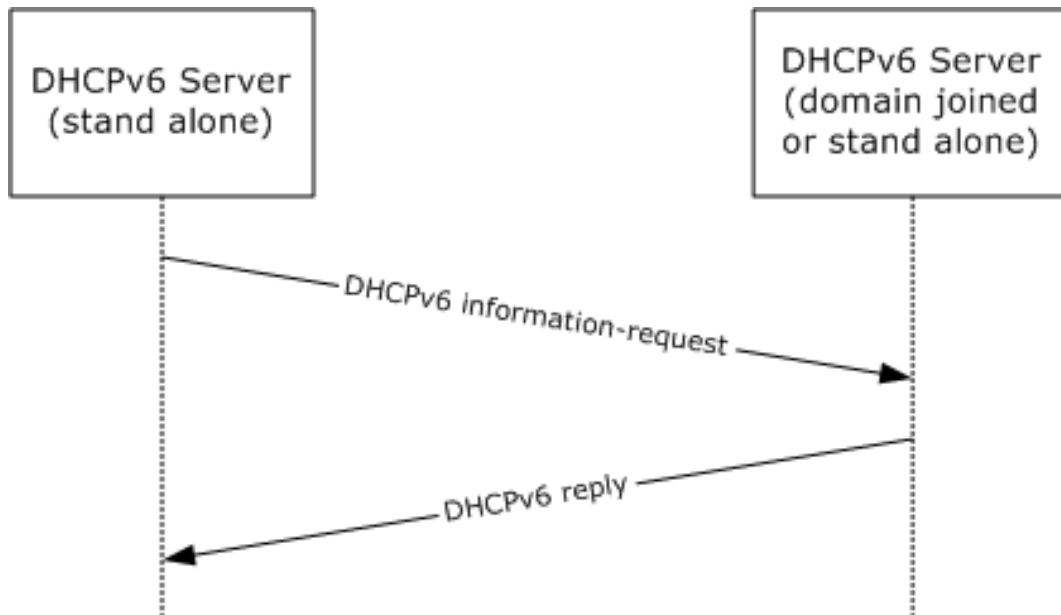 DHCPv6 Server
(stand alone)
DHCPv6 Server
(domain joined
or stand alone)
DHCPv6 information-request
DHCPv6 reply